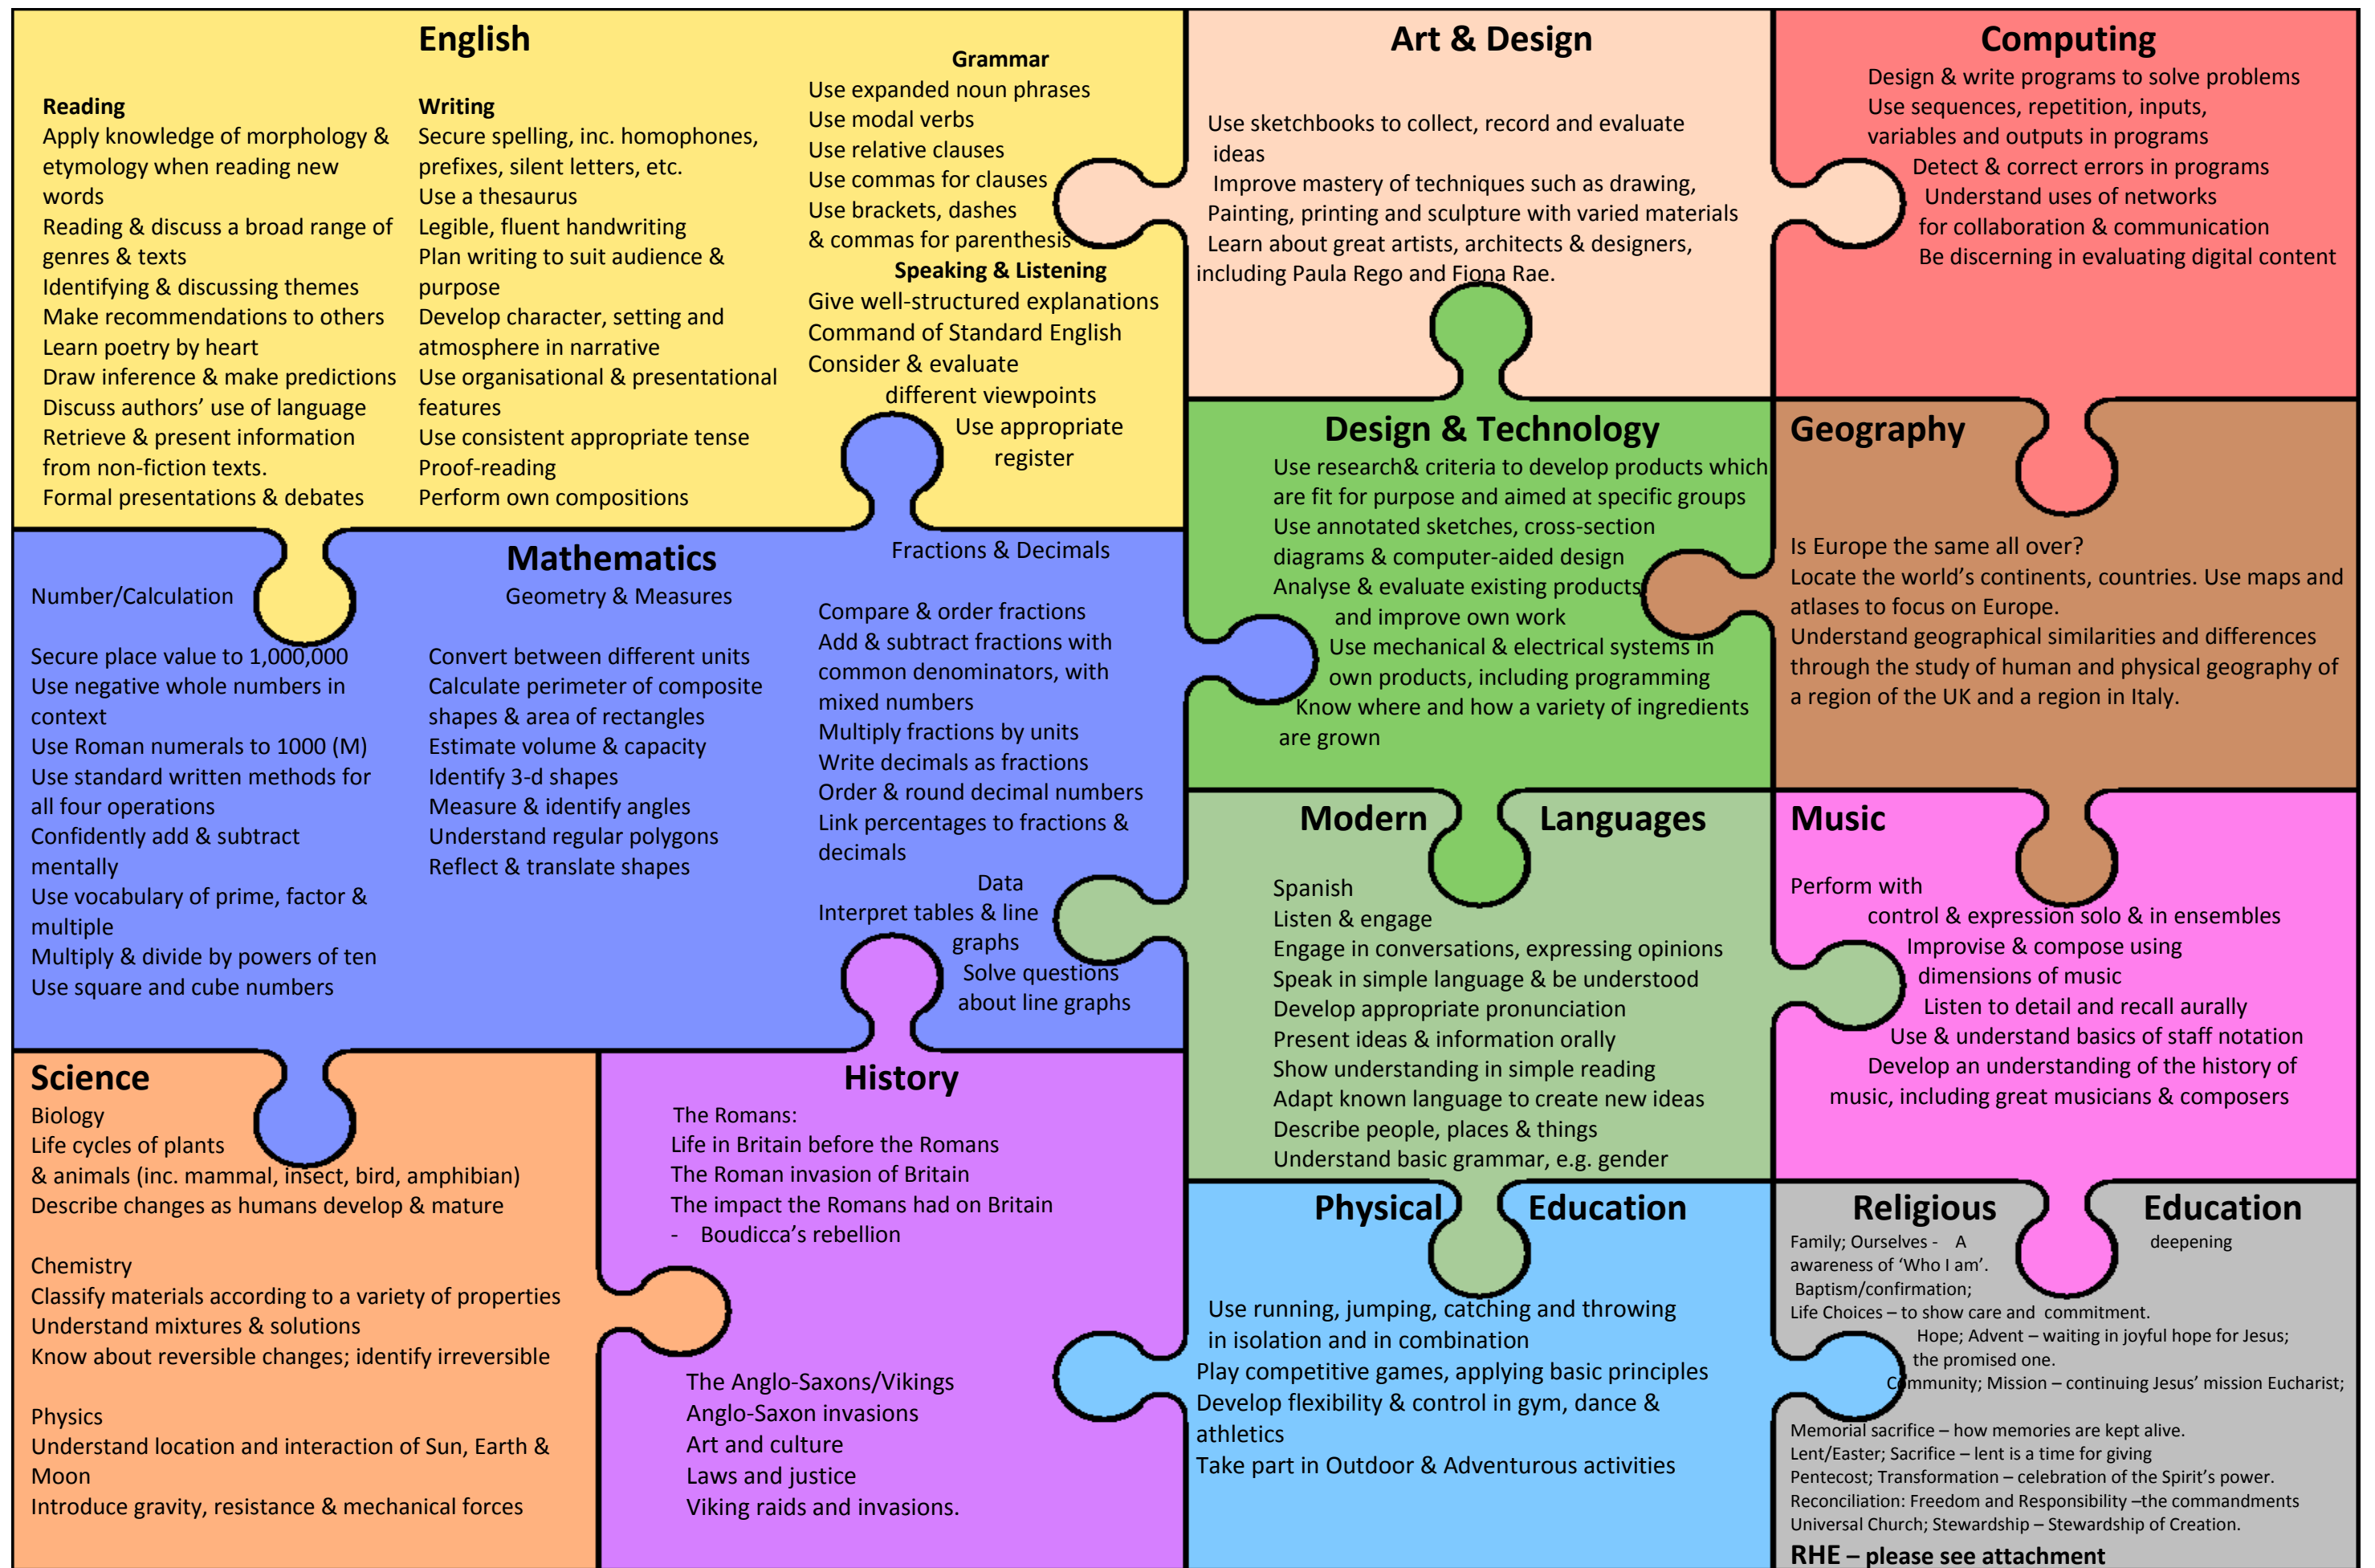 English
Reading
Apply knowledge of morphology &
etymology when reading new
words
Reading & discuss a broad range of
genres & texts
Identifying & discussing themes
Make recommendations to others
Learn poetry by heart
Draw inference & make predictions
Discuss authors’ use of language
Retrieve & present information
from non-fiction texts.
Formal presentations & debates
Writing
Secure spelling, inc. homophones,
prefixes, silent letters, etc.
Use a thesaurus
Legible, fluent handwriting
Plan writing to suit audience &
purpose
Develop character, setting and
atmosphere in narrative
Use organisational & presentational
features
Use consistent appropriate tense
Proof-reading
Perform own compositions
Grammar
Use expanded noun phrases
Use modal verbs
Use relative clauses
Use commas for clauses
Use brackets, dashes
& commas for parenthesis
Speaking & Listening
Give well-structured explanations
Command of Standard English
Consider & evaluate
different viewpoints
Use appropriate
register
Art & Design
Use sketchbooks to collect, record and evaluate
ideas
Improve mastery of techniques such as drawing,
Painting, printing and sculpture with varied materials
Learn about great artists, architects & designers,
including Paula Rego and Fiona Rae.
Computing
Design & write programs to solve problems
Use sequences, repetition, inputs,
variables and outputs in programs
Detect & correct errors in programs
Understand uses of networks
for collaboration & communication
Be discerning in evaluating digital content
Mathematics
Number/Calculation
Secure place value to 1,000,000
Use negative whole numbers in
context
Use Roman numerals to 1000 (M)
Use standard written methods for
all four operations
Confidently add & subtract
mentally
Use vocabulary of prime, factor &
multiple
Multiply & divide by powers of ten
Use square and cube numbers
Geometry & Measures
Convert between different units
Calculate perimeter of composite
shapes & area of rectangles
Estimate volume & capacity
Identify 3-d shapes
Measure & identify angles
Understand regular polygons
Reflect & translate shapes
Fractions & Decimals
Compare & order fractions
Add & subtract fractions with
common denominators, with
mixed numbers
Multiply fractions by units
Write decimals as fractions
Order & round decimal numbers
Link percentages to fractions &
decimals
Data
Interpret tables & line
graphs
Solve questions
about line graphs
Design & Technology
Use research& criteria to develop products which
are fit for purpose and aimed at specific groups
Use annotated sketches, cross-section
diagrams & computer-aided design
Analyse & evaluate existing products
and improve own work
Use mechanical & electrical systems in
own products, including programming
Know where and how a variety of ingredients
are grown
Geography
Is Europe the same all over?
Locate the world’s continents, countries. Use maps and
atlases to focus on Europe.
Understand geographical similarities and differences
through the study of human and physical geography of
a region of the UK and a region in Italy.
Modern Languages
Spanish
Listen & engage
Engage in conversations, expressing opinions
Speak in simple language & be understood
Develop appropriate pronunciation
Present ideas & information orally
Show understanding in simple reading
Adapt known language to create new ideas
Describe people, places & things
Understand basic grammar, e.g. gender
Music
Perform with
control & expression solo & in ensembles
Improvise & compose using
dimensions of music
Listen to detail and recall aurally
Use & understand basics of staff notation
Develop an understanding of the history of
music, including great musicians & composers
Science
Biology
Life cycles of plants
& animals (inc. mammal, insect, bird, amphibian)
Describe changes as humans develop & mature
Chemistry
Classify materials according to a variety of properties
Understand mixtures & solutions
Know about reversible changes; identify irreversible
Physics
Understand location and interaction of Sun, Earth &
Moon
Introduce gravity, resistance & mechanical forces
History
The Romans:
Life in Britain before the Romans
The Roman invasion of Britain
The impact the Romans had on Britain
- Boudicca’s rebellion
The Anglo-Saxons/Vikings
Anglo-Saxon invasions
Art and culture
Laws and justice
Viking raids and invasions.
Physical Education
Use running, jumping, catching and throwing
in isolation and in combination
Play competitive games, applying basic principles
Develop flexibility & control in gym, dance &
athletics
Take part in Outdoor & Adventurous activities
Religious Education
Family; Ourselves - A deepening
awareness of ‘Who I am’.
Baptism/confirmation;
Life Choices – to show care and commitment.
Hope; Advent – waiting in joyful hope for Jesus;
the promised one.
Community; Mission – continuing Jesus’ mission Eucharist;
Memorial sacrifice – how memories are kept alive.
Lent/Easter; Sacrifice – lent is a time for giving
Pentecost; Transformation – celebration of the Spirit’s power.
Reconciliation: Freedom and Responsibility –the commandments
Universal Church; Stewardship – Stewardship of Creation.
RHE – please see attachment